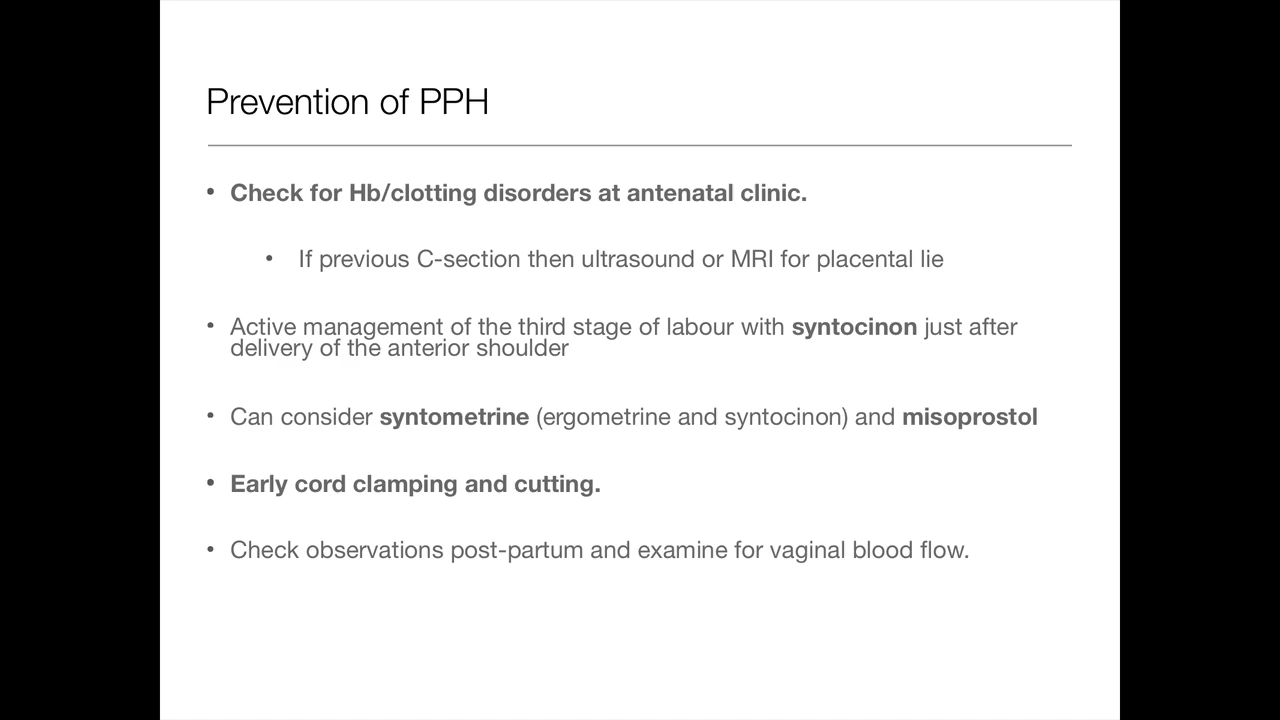 Prevention of PPH
• Check for Hb/clotting disorders at antenatal clinic.
• If previous C-section then ultrasound or MRI for placental lie
• Active management of the third stage of labour with syntocinon just after
delivery of the anterior shoulder
• Can consider syntometrine (ergometrine and syntocinon) and misoprostol
• Early cord clamping and cutting.
• Check observations post-partum and examine for vaginal blood flow.